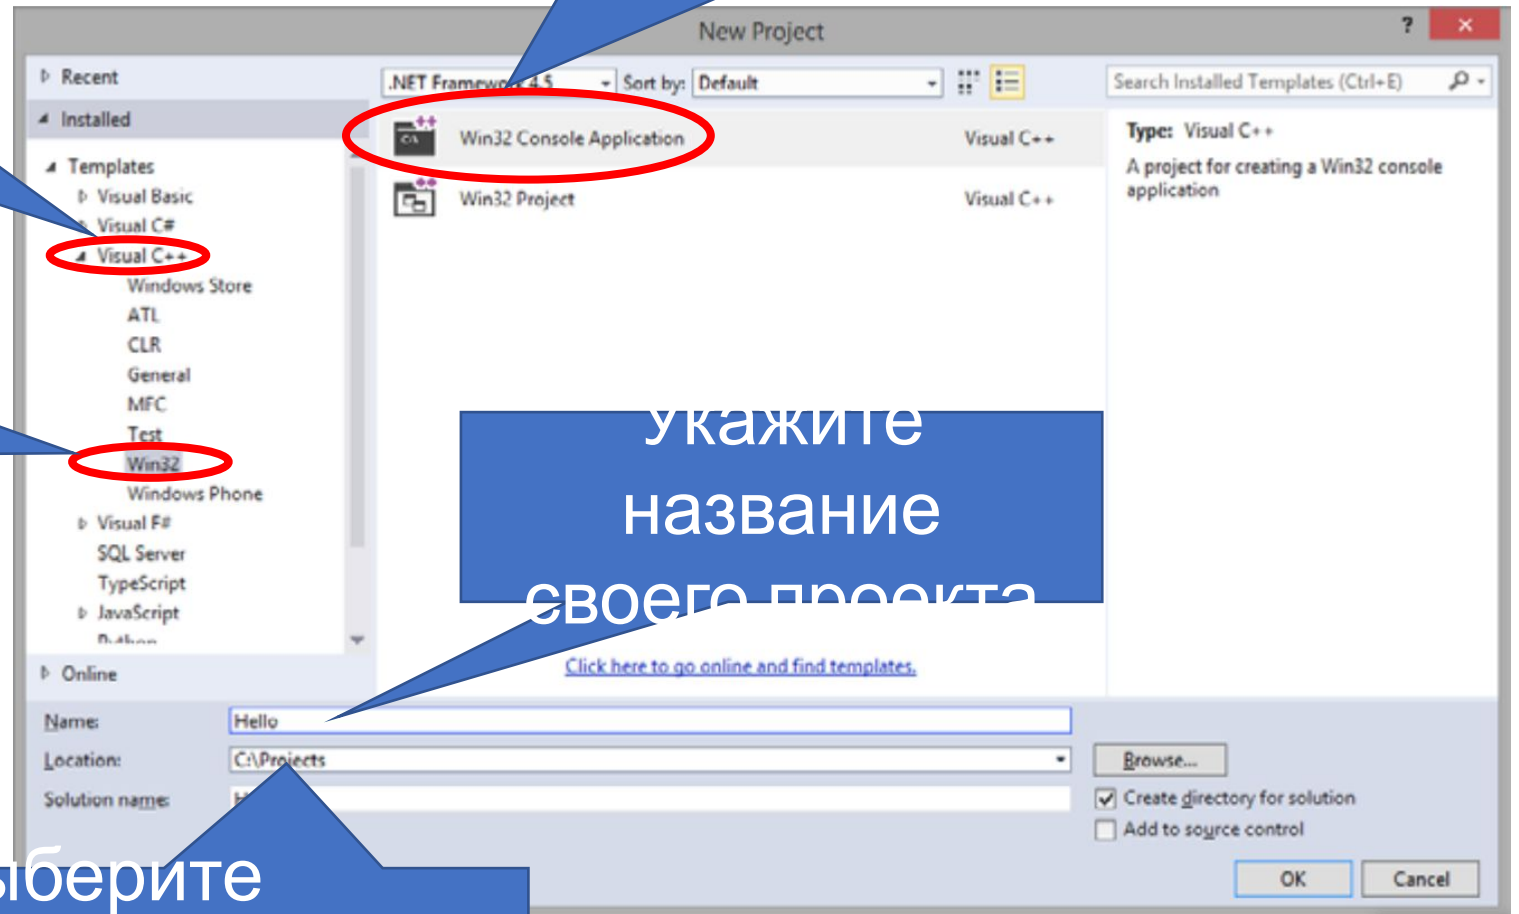 New Project
?
Recent
.NET Framework 4.5
Sort by: Default
Search Installed Templates (Ctrl+E)
Installed
Templates
Visual Basic
Visual C#
Visual C++
Windows Store
ATL
CLR
General
MFC
Test
Win32
Windows Phone
Visual F#
SQL Server
TypeScript
JavaScript
Python
Online
Win32 Console Application Visual C++
Win32 Project Visual C++
Type: Visual C++
A project for creating a Win32 console
application
Укажите
название
своего проекта
Click here to go online and find templates.
Name: Hello
Location: C:\Projects
Browse...
Solution name:
Create directory for solution
Add to source control
OK Cancel